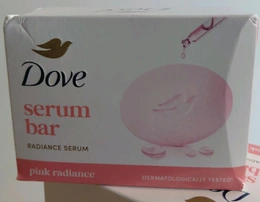 Dove
serum
bar
RADIANCE SERUM
pink radiance
DERMATOLOGICALLY TESTED